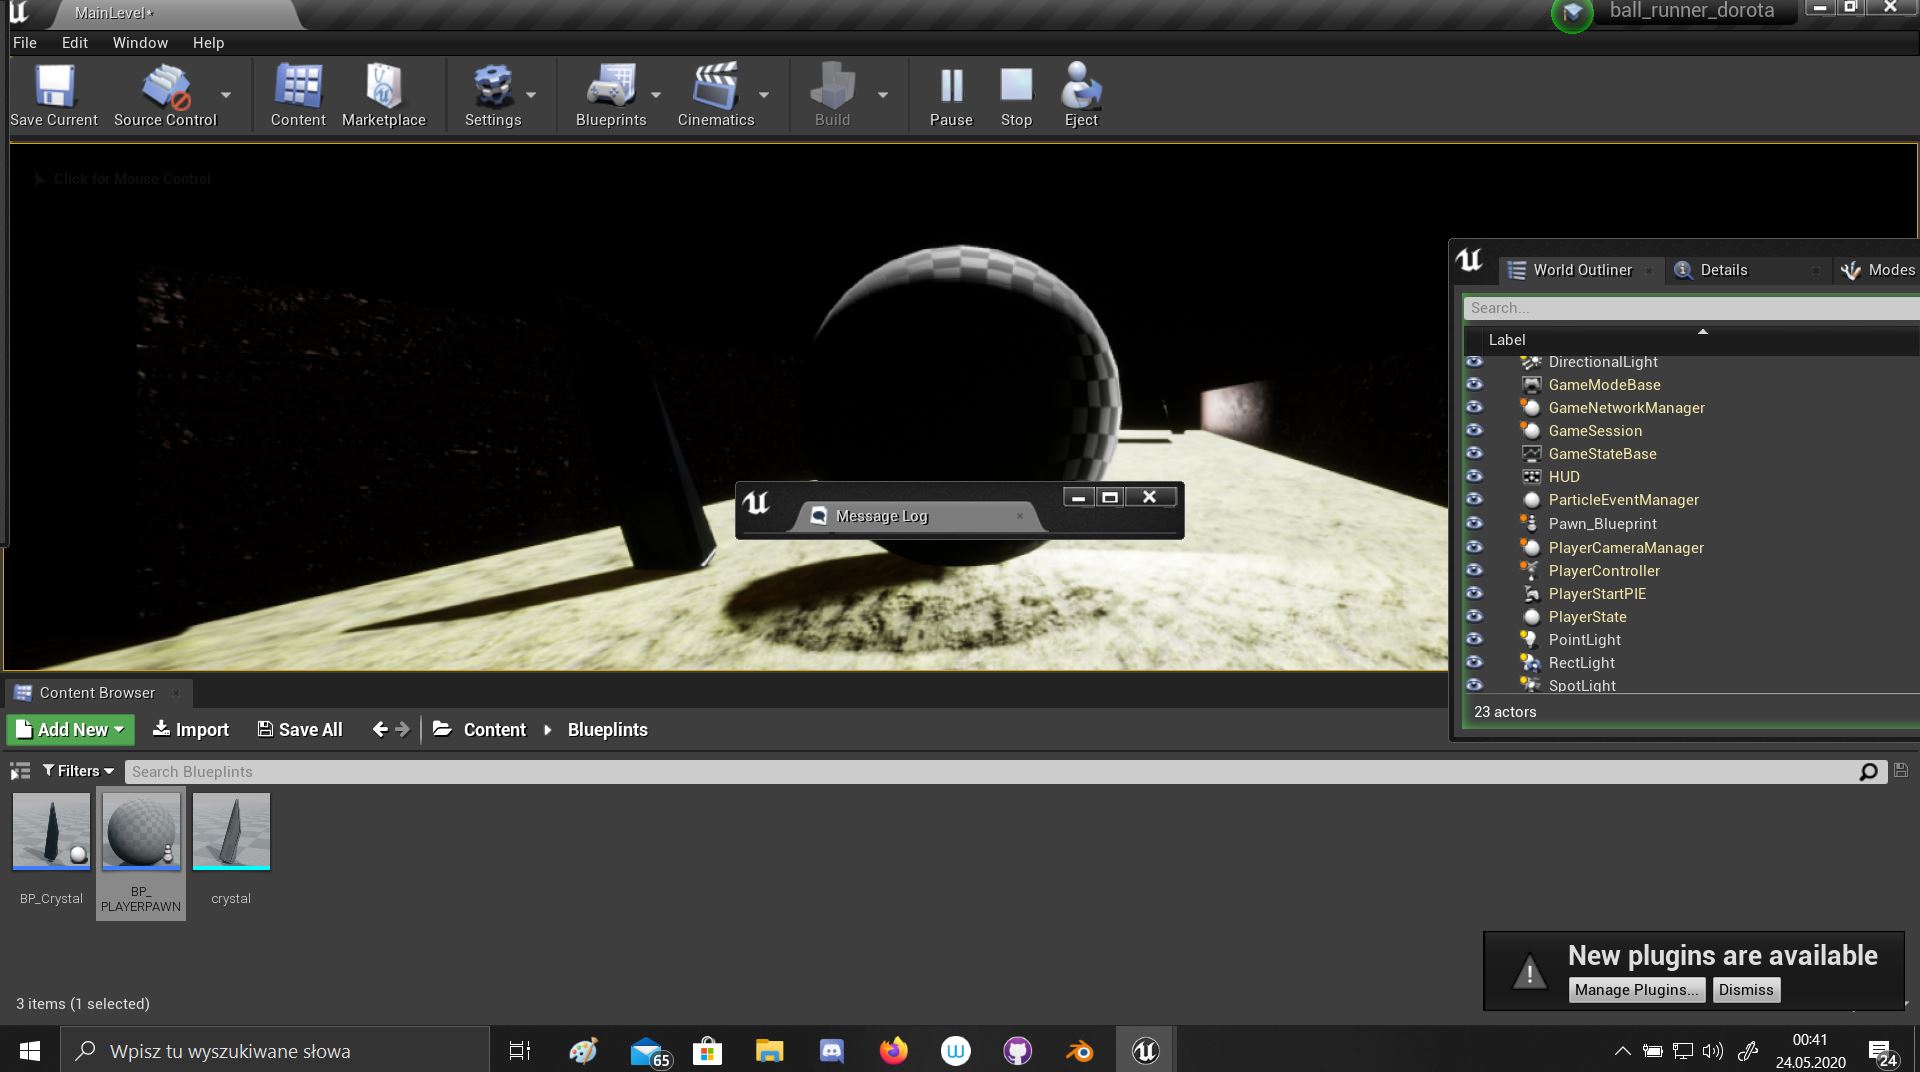 MainLevel*
ball_runner_dorota
File Edit Window Help
Save Current Source Control Content Marketplace Settings Blueprints Cinematics Build Pause Stop Eject
Click for Mouse Control
World Outliner Details Modes
Search...
Label
DirectionalLight
GameModeBase
GameNetworkManager
GameSession
GameStateBase
HUD
ParticleEventManager
Pawn_Blueprint
PlayerCameraManager
PlayerController
PlayerStartPIE
PlayerState
PointLight
RectLight
SpotLight
23 actors
Message Log
Content Browser
Add New Import Save All Content Blueplints
Filters Search Blueplints
BP_Crystal
BP_
PLAYERPAWN
crystal
New plugins are available
Manage Plugins... Dismiss
3 items (1 selected)
Wpisz tu wyszukiwane słowa
65
00:41
24.05.2020
24